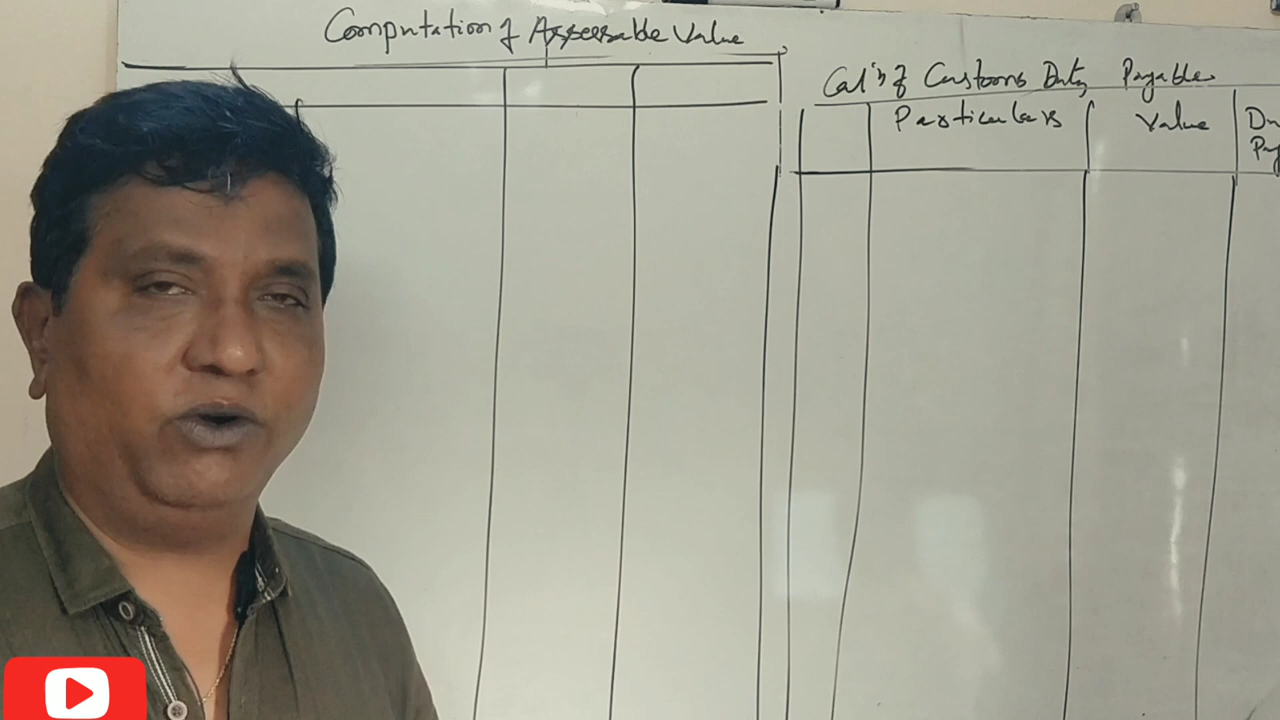 Computation of Assessable Value
Cal'n of Customs Duty Payable
Particulars
Value